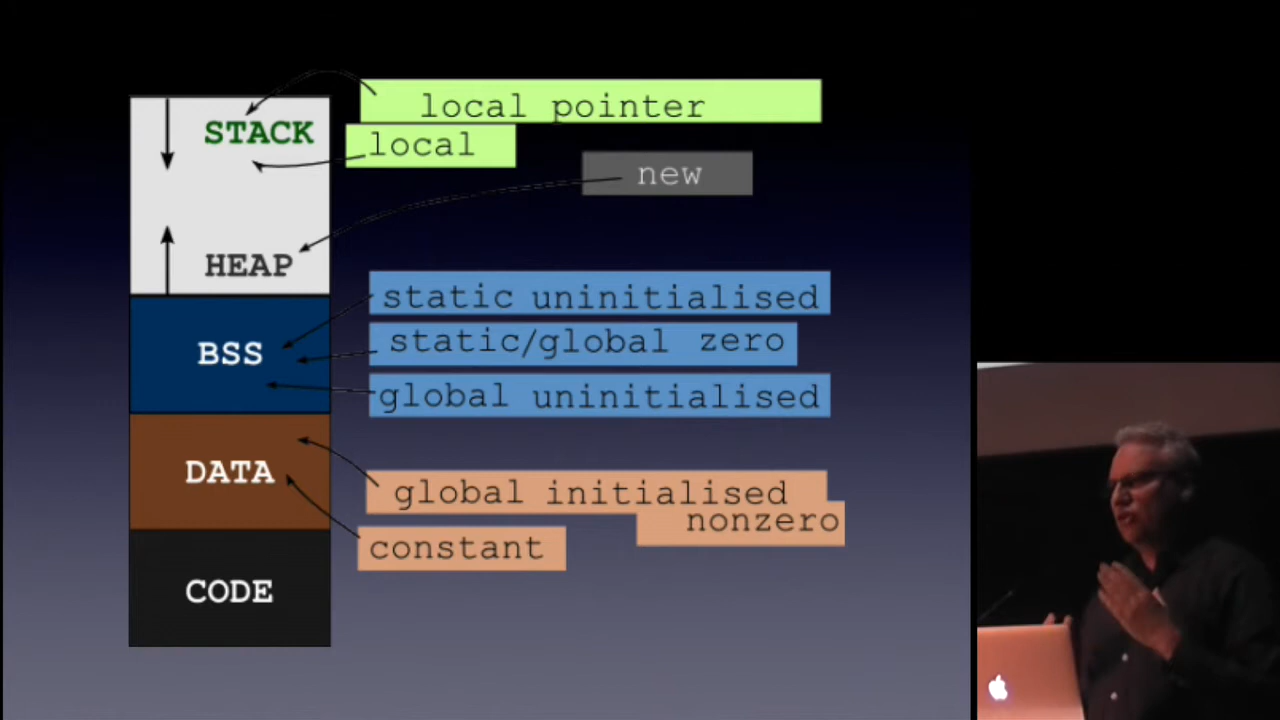 STACK
local pointer
local
new
HEAP
static uninitialised
BSS
static/global zero
global uninitialised
DATA
global initialised
nonzero
constant
CODE